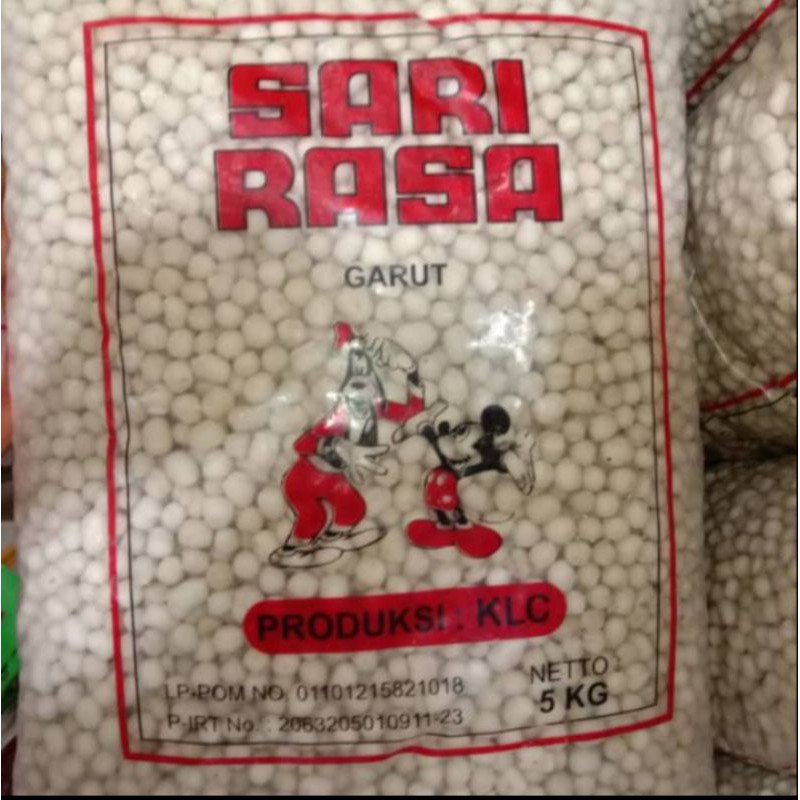 SARI
RASA
GARUT
PRODUKSI : KLC
LP-POM NO. 01101215821018
P-IRT No. : 2063205010911-23
NETTO :
5 KG